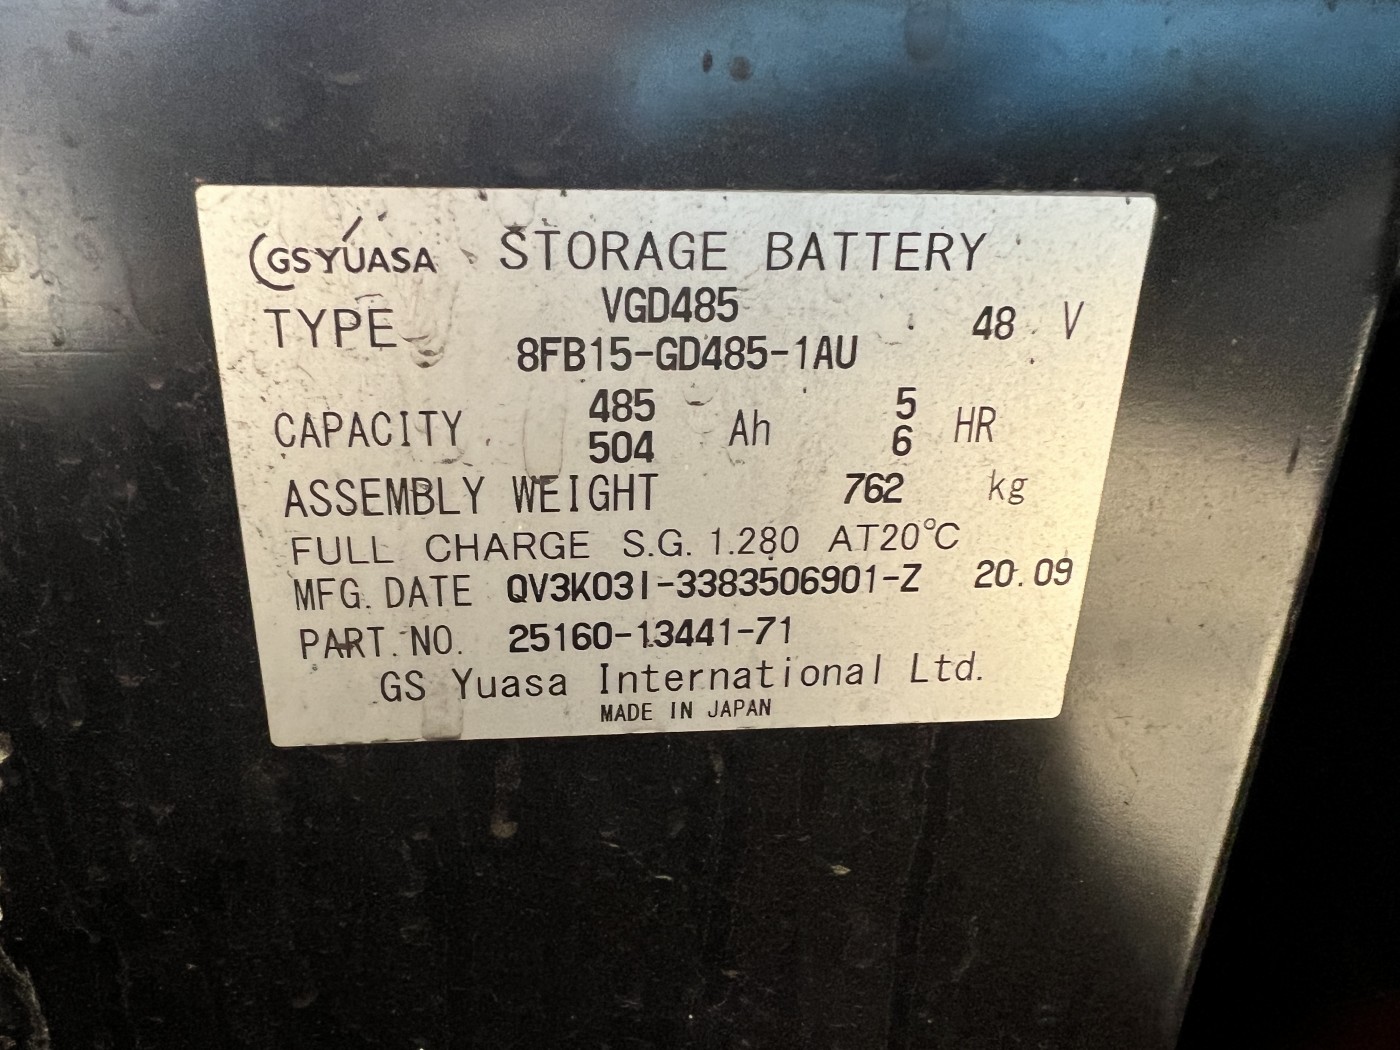 GS YUASA STORAGE BATTERY
TYPE VGD485 48 V
8FB15-GD485-1AU
CAPACITY 485 Ah 5 HR
504 6
ASSEMBLY WEIGHT 762 kg
FULL CHARGE S.G. 1.280 AT20℃
MFG. DATE QV3K03I-3383506901-Z 20.09
PART. NO. 25160-13441-71
GS Yuasa International Ltd.
MADE IN JAPAN